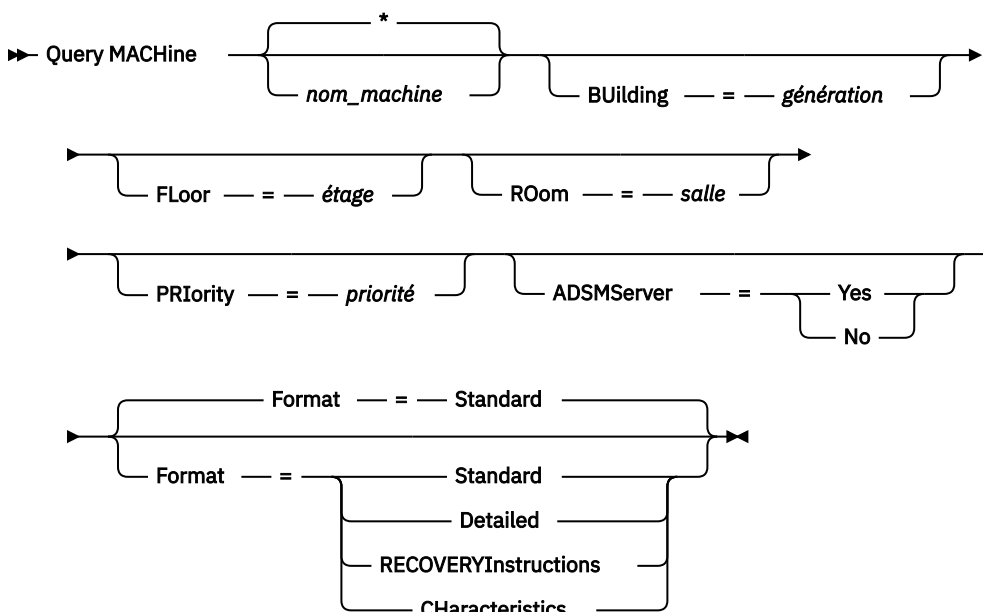 *
Query MACHine
nom_machine
BUilding = génération
FLoor = étage
ROom = salle
PRIority = priorité
ADSMServer = Yes
No
Format = Standard
Format = Standard
Detailed
RECOVERYInstructions
CHaracteristics